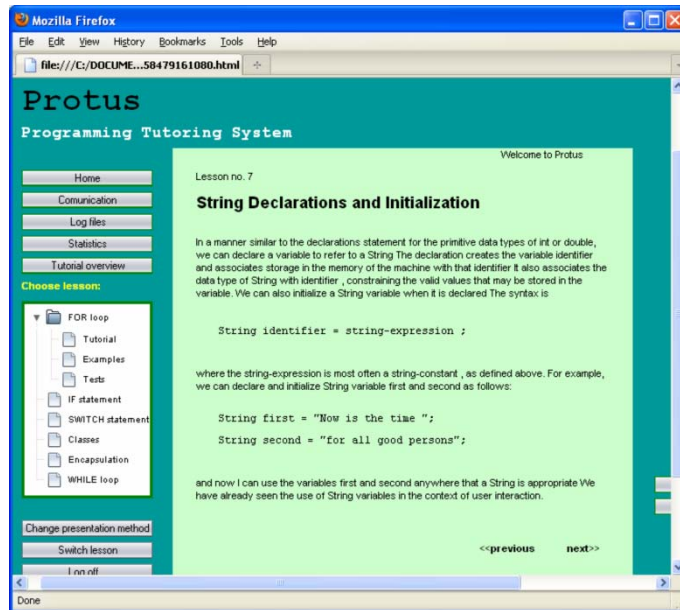 Mozilla Firefox
File Edit View History Bookmarks Tools Help
file:///C:/DOCUME...58479161080.html
Protus
Programming Tutoring System
Welcome to Protus
Home
Comunication
Log files
Statistics
Tutorial overview
Choose lesson:
FOR loop
Tutorial
Examples
Tests
IF statement
SWITCH statement
Classes
Encapsulation
WHILE loop
Change presentation method
Switch lesson
Log off
Lesson no. 7
String Declarations and Initialization
In a manner similar to the declarations statement for the primitive data types of int or double,
we can declare a variable to refer to a String The declaration creates the variable identifier
and associates storage in the memory of the machine with that identifier It also associates the
data type of String with identifier , constraining the valid values that may be stored in the
variable. We can also initialize a String variable when it is declared The syntax is
String identifier = string-expression ;
where the string-expression is most often a string-constant , as defined above. For example,
we can declare and initialize String variable first and second as follows:
String first = "Now is the time ";
String second = "for all good persons";
and now I can use the variables first and second anywhere that a String is appropriate We
have already seen the use of String variables in the context of user interaction.
<<previous next>>
Done